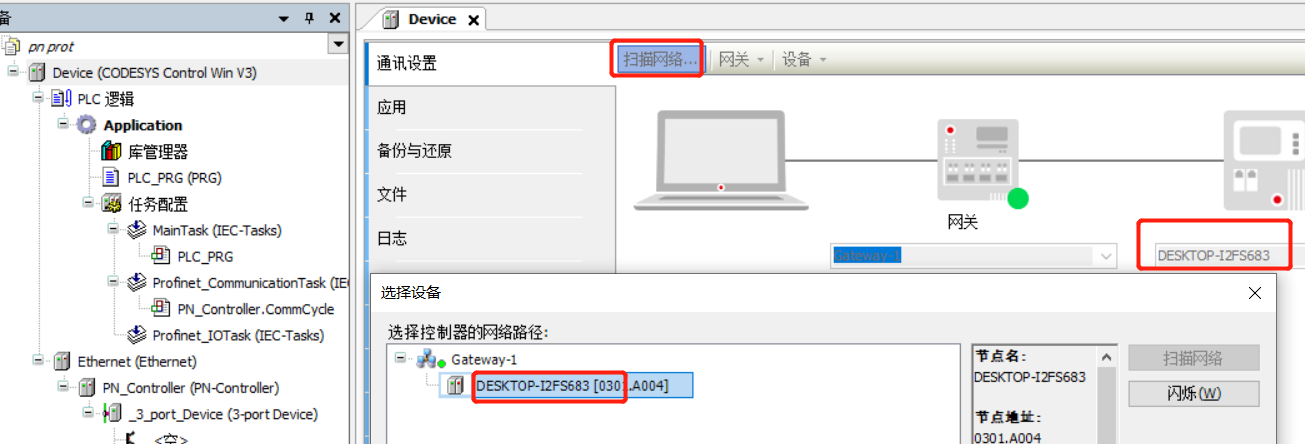 备
pn prot
Device (CODESYS Control Win V3)
PLC 逻辑
Application
库管理器
PLC_PRG (PRG)
任务配置
MainTask (IEC-Tasks)
PLC_PRG
Profinet_CommunicationTask (IE
PN_Controller.CommCycle
Profinet_IOTask (IEC-Tasks)
Ethernet (Ethernet)
PN_Controller (PN-Controller)
_3_port_Device (3-port Device)
<空>
Device
通讯设置
应用
备份与还原
文件
日志
扫描网络... 网关 设备
网关
Gateway-1
DESKTOP-I2FS683
选择设备
选择控制器的网络路径:
Gateway-1
DESKTOP-I2FS683 [0301.A004]
节点名:
DESKTOP-I2FS683
节点地址:
0301.A004
扫描网络
闪烁(W)